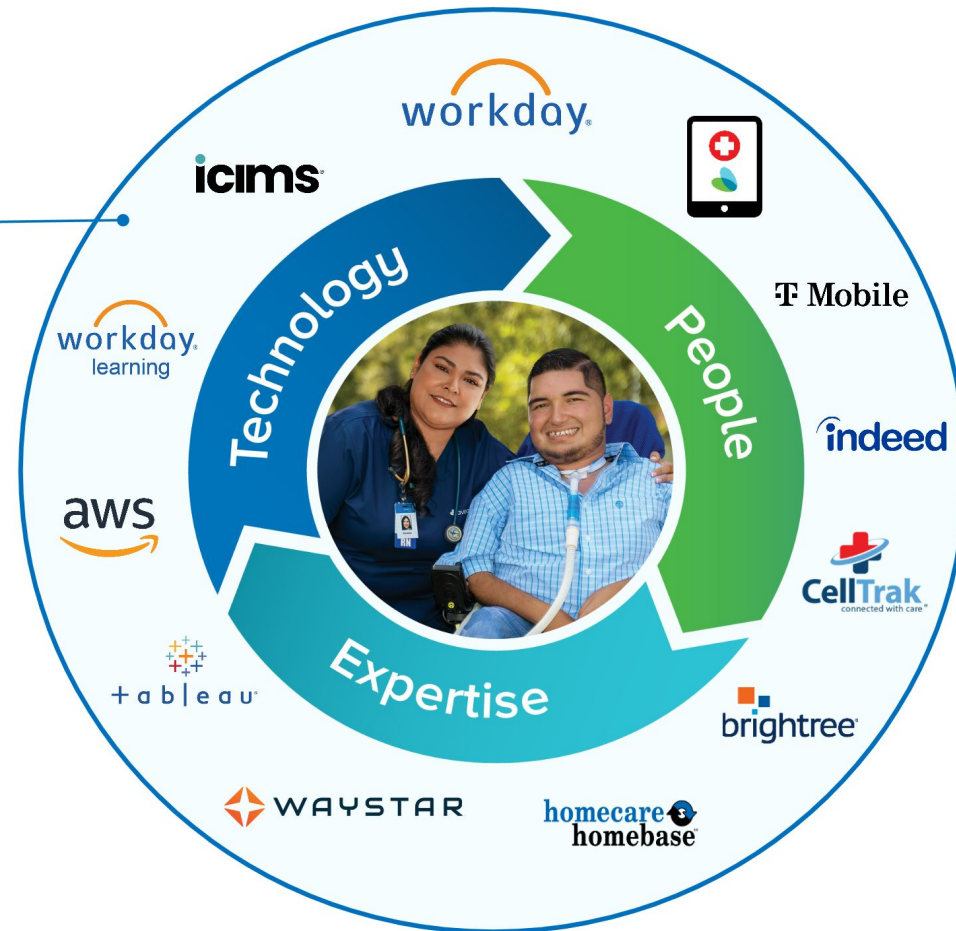 workday.
icims
T Mobile
workday.
learning
Technology
People
indeed
aws
CellTrak
connected with care®
tableau
Expertise
brightree
WAYSTAR
homecare
homebase
RN